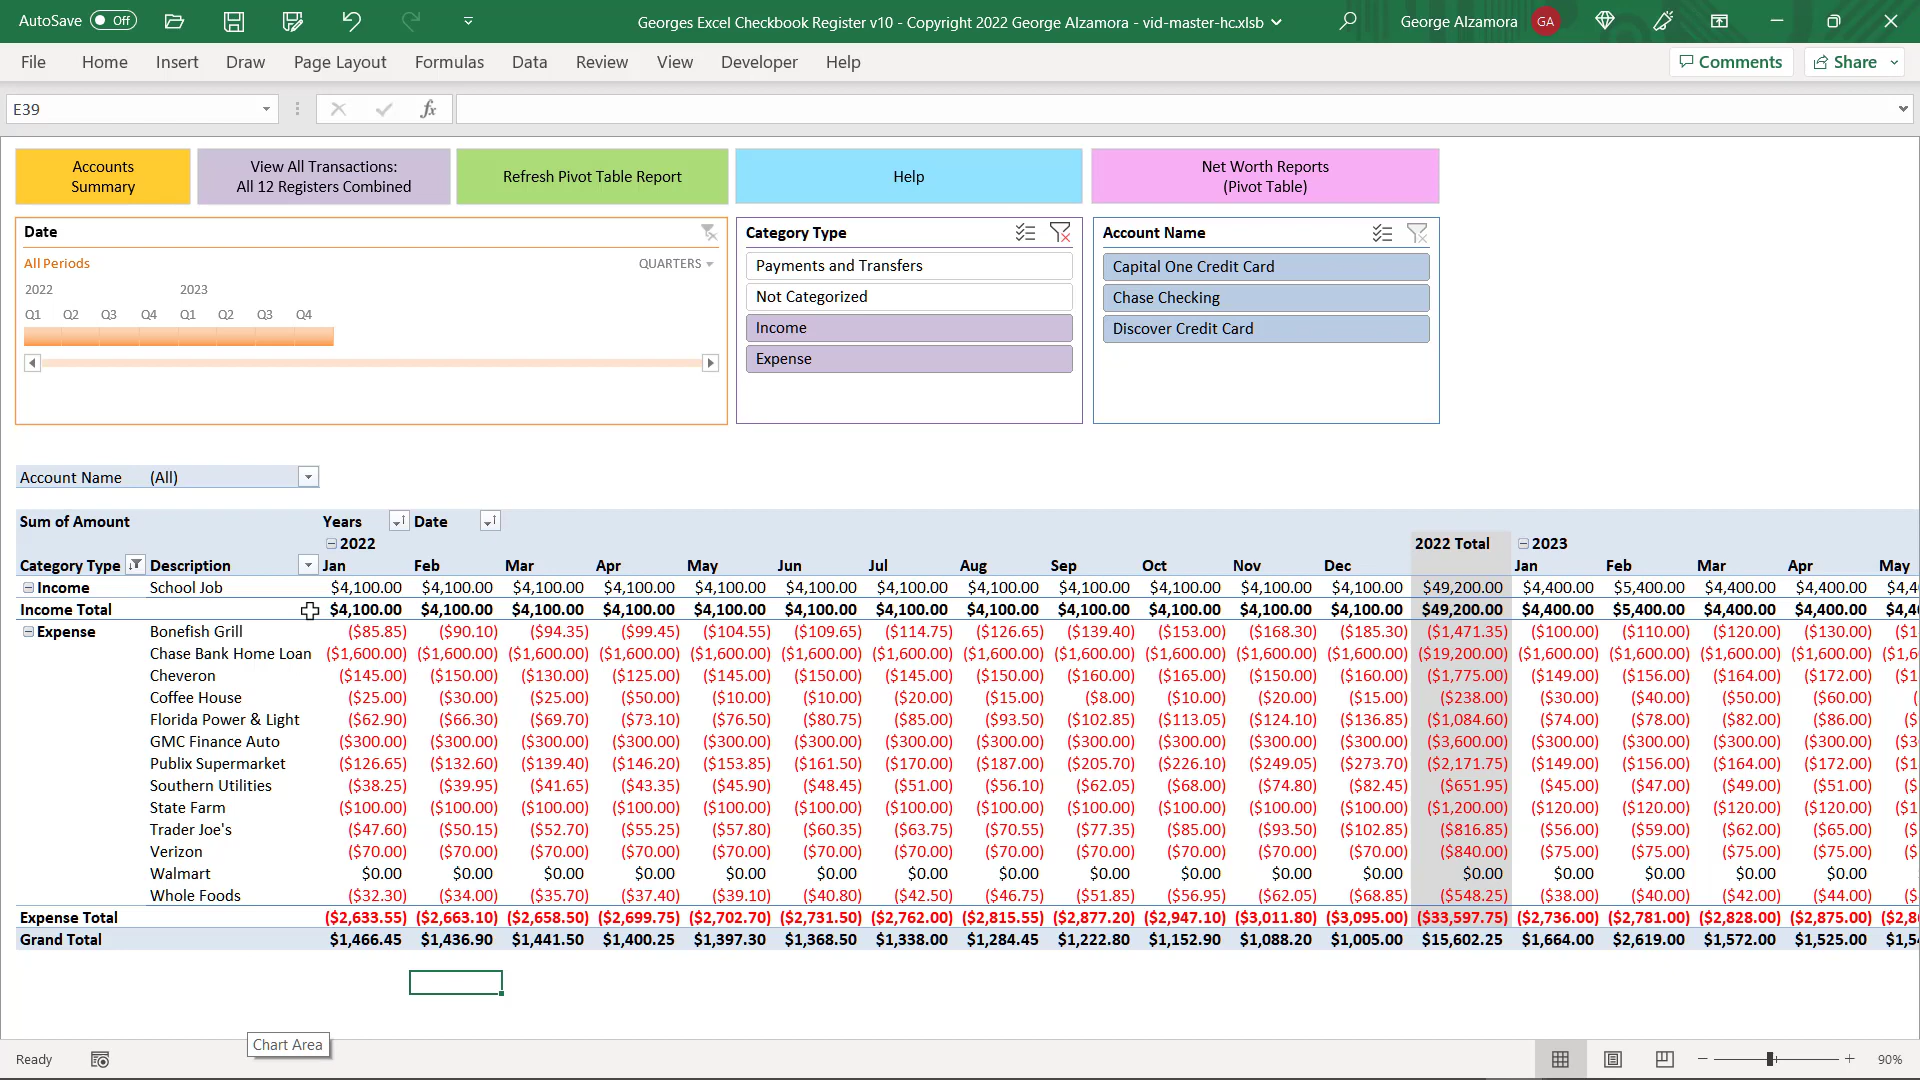 AutoSave Off
Georges Excel Checkbook Register v10 - Copyright 2022 George Alzamora - vid-master-hc.xlsb
George Alzamora GA
File Home Insert Draw Page Layout Formulas Data Review View Developer Help
Comments Share
E39
fx
Accounts
Summary
View All Transactions:
All 12 Registers Combined
Refresh Pivot Table Report
Help
Net Worth Reports
(Pivot Table)
Date
All Periods QUARTERS
2022 2023
Q1 Q2 Q3 Q4 Q1 Q2 Q3 Q4
Category Type
Payments and Transfers
Not Categorized
Income
Expense
Account Name
Capital One Credit Card
Chase Checking
Discover Credit Card
Account Name (All)
Sum of Amount Years Date
2022 2022 Total 2023
Category Type Description Jan Feb Mar Apr May Jun Jul Aug Sep Oct Nov Dec Jan Feb Mar Apr May
Income School Job $4,100.00 $4,100.00 $4,100.00 $4,100.00 $4,100.00 $4,100.00 $4,100.00 $4,100.00 $4,100.00 $4,100.00 $4,100.00 $4,100.00 $49,200.00 $4,400.00 $5,400.00 $4,400.00 $4,400.00 $4,4
Income Total $4,100.00 $4,100.00 $4,100.00 $4,100.00 $4,100.00 $4,100.00 $4,100.00 $4,100.00 $4,100.00 $4,100.00 $4,100.00 $4,100.00 $49,200.00 $4,400.00 $5,400.00 $4,400.00 $4,400.00 $4,4
Expense Bonefish Grill ($85.85) ($90.10) ($94.35) ($99.45) ($104.55) ($109.65) ($114.75) ($126.65) ($139.40) ($153.00) ($168.30) ($185.30) ($1,471.35) ($100.00) ($110.00) ($120.00) ($130.00) ($1
Chase Bank Home Loan ($1,600.00) ($1,600.00) ($1,600.00) ($1,600.00) ($1,600.00) ($1,600.00) ($1,600.00) ($1,600.00) ($1,600.00) ($1,600.00) ($1,600.00) ($1,600.00) ($19,200.00) ($1,600.00) ($1,600.00) ($1,600.00) ($1,600.00) ($1,6
Cheveron ($145.00) ($150.00) ($130.00) ($125.00) ($145.00) ($150.00) ($150.00) ($145.00) ($160.00) ($165.00) ($150.00) ($160.00) ($1,775.00) ($149.00) ($156.00) ($164.00) ($172.00) ($1
Coffee House ($25.00) ($30.00) ($25.00) ($50.00) ($10.00) ($10.00) ($20.00) ($15.00) ($8.00) ($10.00) ($20.00) ($15.00) ($238.00) ($30.00) ($40.00) ($50.00) ($60.00) (
Florida Power & Light ($62.90) ($66.30) ($69.70) ($73.10) ($76.50) ($80.75) ($85.00) ($93.50) ($102.85) ($113.05) ($124.10) ($136.85) ($1,084.60) ($74.00) ($78.00) ($82.00) ($86.00) ($
GMC Finance Auto ($300.00) ($300.00) ($300.00) ($300.00) ($300.00) ($300.00) ($300.00) ($300.00) ($300.00) ($300.00) ($300.00) ($300.00) ($3,600.00) ($300.00) ($300.00) ($300.00) ($300.00) ($3
Publix Supermarket ($126.65) ($132.60) ($139.40) ($146.20) ($153.85) ($161.50) ($170.00) ($187.00) ($205.70) ($226.10) ($249.05) ($273.70) ($2,171.75) ($149.00) ($156.00) ($164.00) ($172.00) ($1
Southern Utilities ($38.25) ($39.95) ($41.65) ($43.35) ($45.90) ($48.45) ($51.00) ($56.10) ($62.05) ($68.00) ($74.80) ($82.45) ($651.95) ($45.00) ($47.00) ($49.00) ($51.00) ($
State Farm ($100.00) ($100.00) ($100.00) ($100.00) ($100.00) ($100.00) ($100.00) ($100.00) ($100.00) ($100.00) ($100.00) ($100.00) ($1,200.00) ($120.00) ($120.00) ($120.00) ($120.00) ($1
Trader Joe's ($47.60) ($50.15) ($52.70) ($55.25) ($57.80) ($60.35) ($63.75) ($70.55) ($77.35) ($85.00) ($93.50) ($102.85) ($816.85) ($56.00) ($59.00) ($62.00) ($65.00) ($
Verizon ($70.00) ($70.00) ($70.00) ($70.00) ($70.00) ($70.00) ($70.00) ($70.00) ($70.00) ($70.00) ($70.00) ($70.00) ($840.00) ($75.00) ($75.00) ($75.00) ($75.00) ($
Walmart $0.00 $0.00 $0.00 $0.00 $0.00 $0.00 $0.00 $0.00 $0.00 $0.00 $0.00 $0.00 $0.00 $0.00 $0.00 $0.00 $0.00
Whole Foods ($32.30) ($34.00) ($35.70) ($37.40) ($39.10) ($40.80) ($42.50) ($46.75) ($51.85) ($56.95) ($62.05) ($68.85) ($548.25) ($38.00) ($40.00) ($42.00) ($44.00) ($
Expense Total ($2,633.55) ($2,663.10) ($2,658.50) ($2,699.75) ($2,702.70) ($2,731.50) ($2,762.00) ($2,815.55) ($2,877.20) ($2,947.10) ($3,011.80) ($3,095.00) ($33,597.75) ($2,736.00) ($2,781.00) ($2,828.00) ($2,875.00) ($2,8
Grand Total $1,466.45 $1,436.90 $1,441.50 $1,400.25 $1,397.30 $1,368.50 $1,338.00 $1,284.45 $1,222.80 $1,152.90 $1,088.20 $1,005.00 $15,602.25 $1,664.00 $2,619.00 $1,572.00 $1,525.00 $1,5
Chart Area
Ready 90%